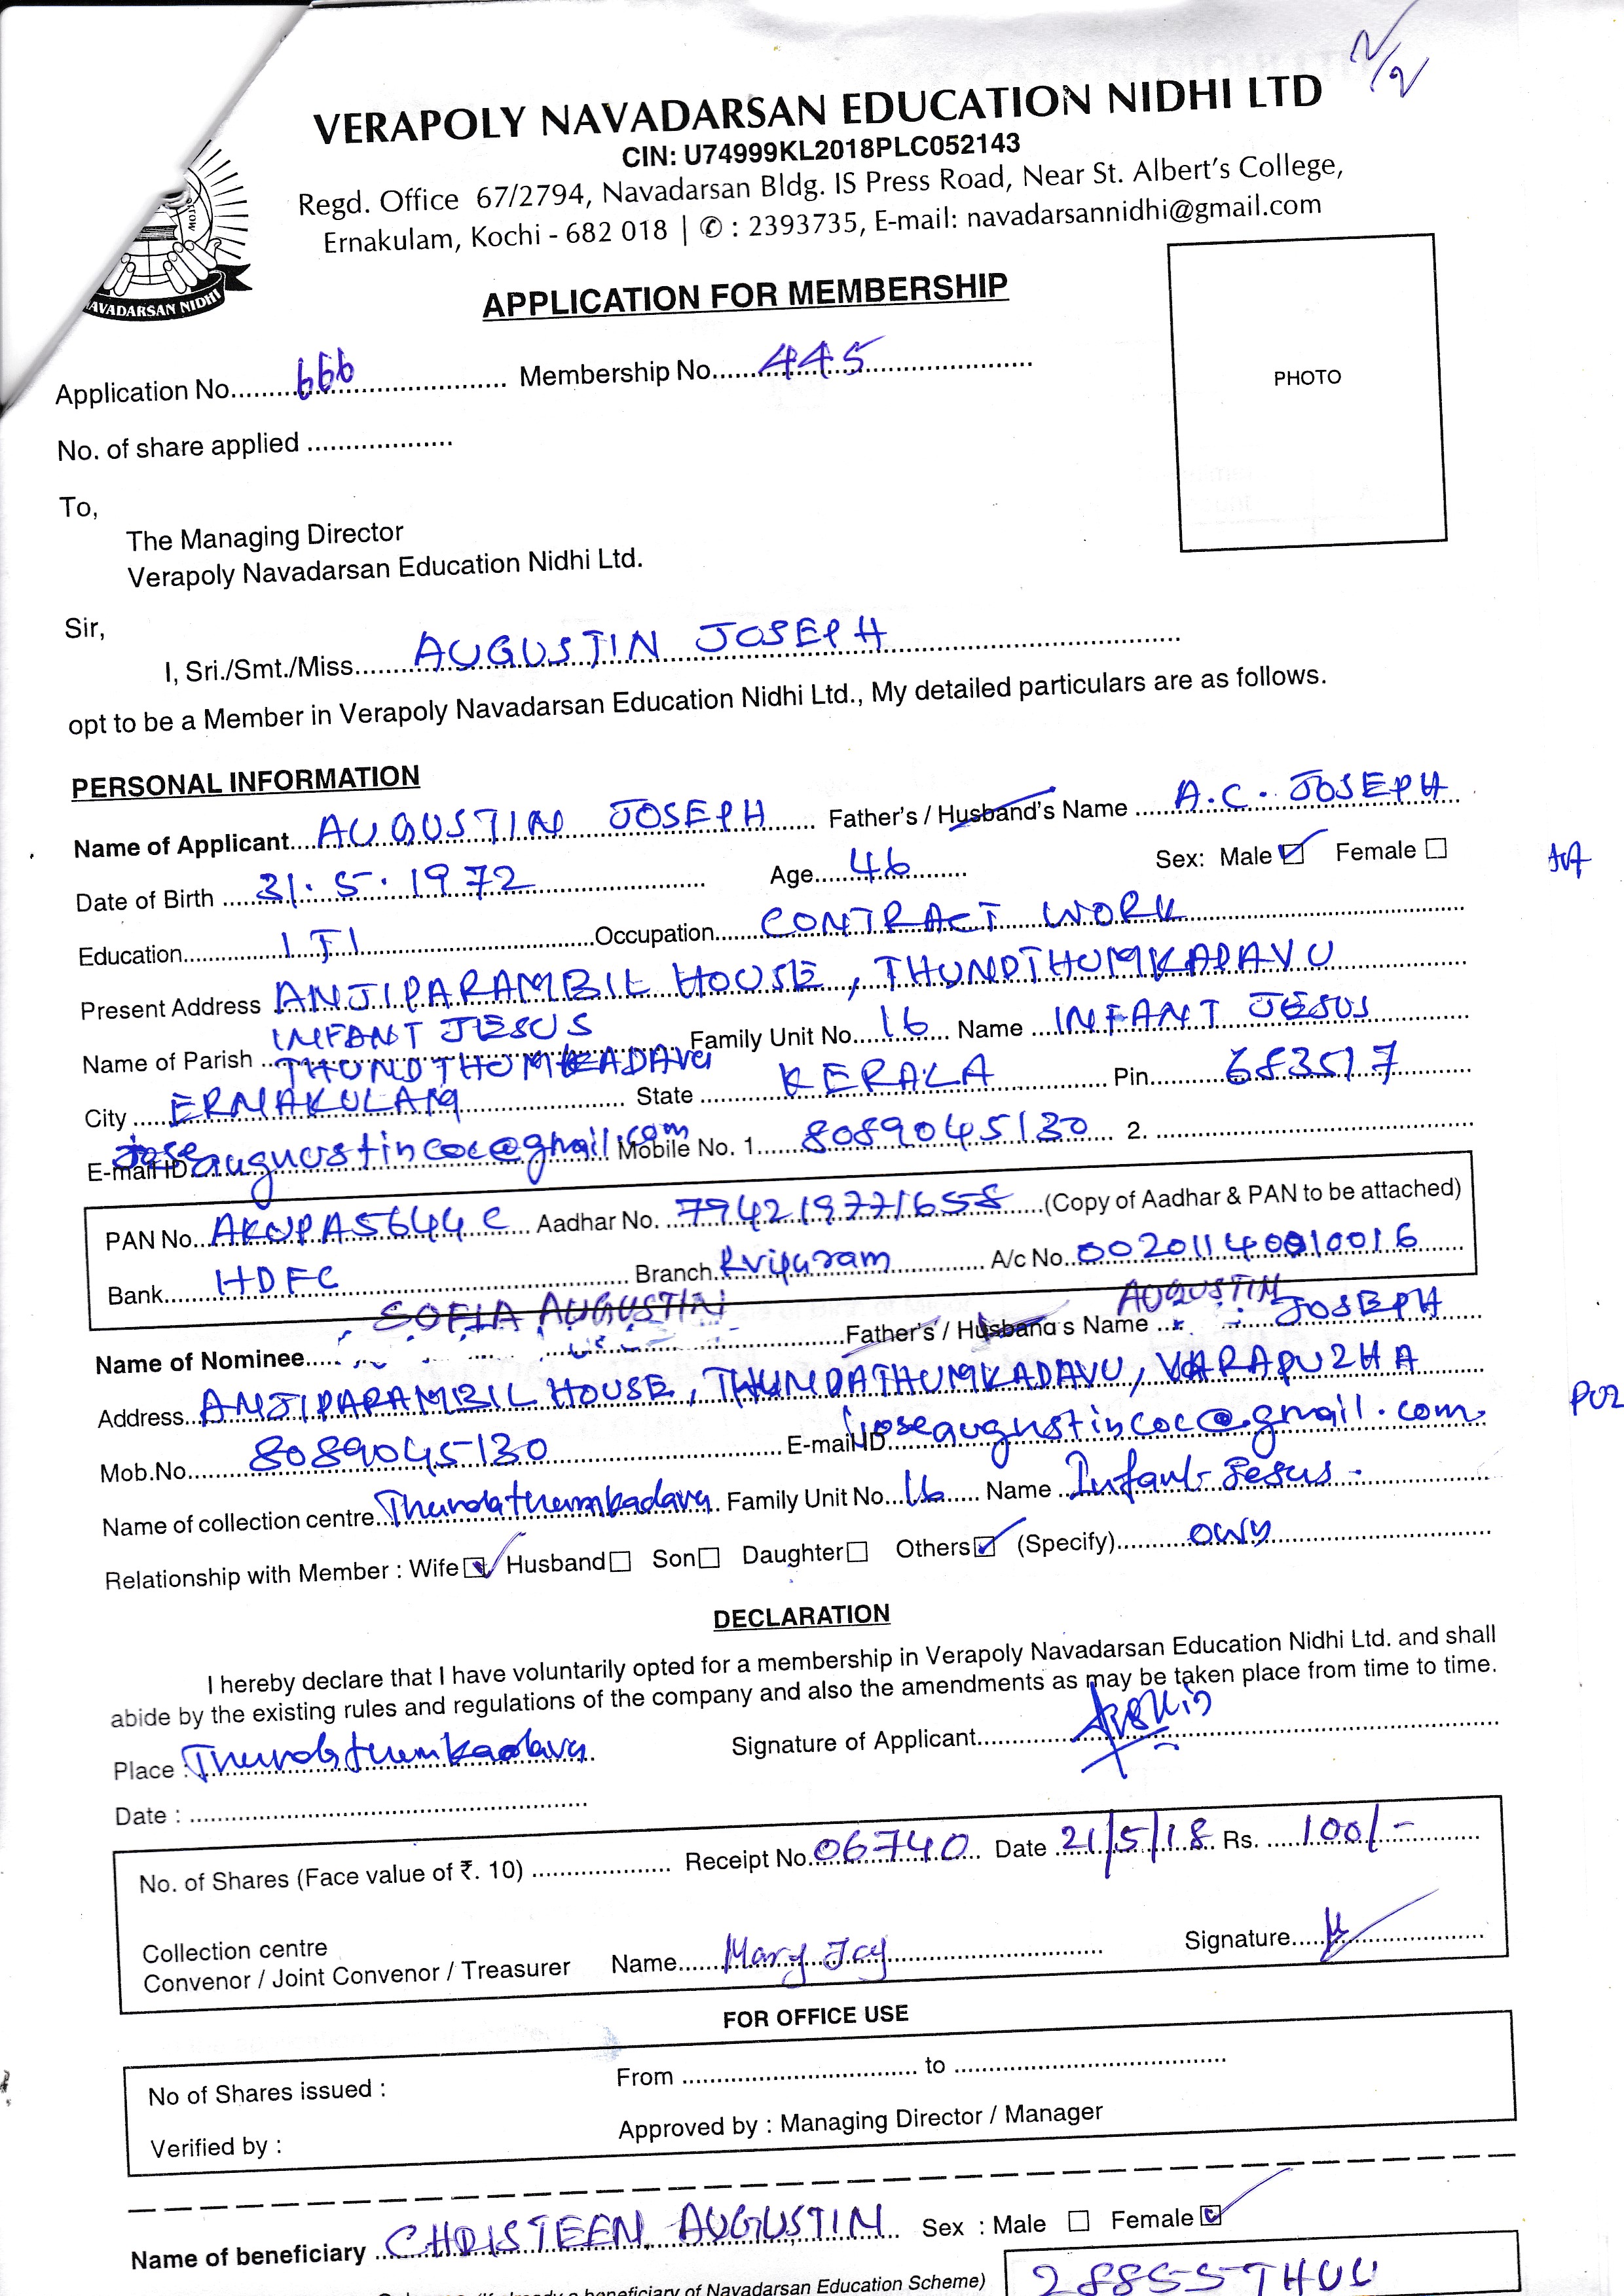 N/2
VERAPOLY NAVADARSAN EDUCATION NIDHI LTD
CIN: U74999KL2018PLC052143
Regd. Office 67/2794, Navadarsan Bldg. IS Press Road, Near St. Albert's College,
Ernakulam, Kochi - 682 018 | ✆ : 2393735, E-mail: navadarsannidhi@gmail.com
NAVADARSAN NIDHI
APPLICATION FOR MEMBERSHIP
PHOTO
Application No. 666 Membership No. 445
No. of share applied
To,
The Managing Director
Verapoly Navadarsan Education Nidhi Ltd.
Sir,
I, Sri./Smt./Miss. AUGUSTIN JOSEPH
opt to be a Member in Verapoly Navadarsan Education Nidhi Ltd., My detailed particulars are as follows.
PERSONAL INFORMATION
Name of Applicant AUGUSTIN JOSEPH Father's / Husband's Name A.C. JOSEPH
Date of Birth 31.5.1972 Age 46 Sex: Male ☑ Female ☐
Education I.T.I Occupation CONTRACT WORK
Present Address ANJIPARAMBIL HOUSE, THUNDTHUMKADAVU
Name of Parish INFANT JESUS THUNDTHOMKADAVU Family Unit No. 16 Name INFANT JESUS
City ERNAKULAM State KERALA Pin 683517
E-mail ID joseaugustincoc@gmail.com Mobile No. 1. 8089045130 2.
PAN No. AKUPA5644C Aadhar No. 794219771658 (Copy of Aadhar & PAN to be attached)
Bank HDFC Branch Rvipuram A/c No. 00201140010016
Name of Nominee SOFIA AUGUSTIN Father's / Husband's Name AUGUSTIN JOSEPH
Address ANJIPARAMBIL HOUSE, THUNDATHUMKADAVU, VARAPUZHA
Mob.No. 8089045130 E-mail ID joseaugustincoc@gmail.com
Name of collection centre Thundathumkadavu Family Unit No. 16 Name Infant Jesus.
Relationship with Member : Wife ☑ Husband ☐ Son ☐ Daughter ☐ Others ☑ (Specify)
DECLARATION
I hereby declare that I have voluntarily opted for a membership in Verapoly Navadarsan Education Nidhi Ltd. and shall
abide by the existing rules and regulations of the company and also the amendments as may be taken place from time to time.
Place : Thundathumkadavu Signature of Applicant
Date :
No. of Shares (Face value of ₹. 10) Receipt No. 06740 Date 21/5/18 Rs. 100/-
Collection centre
Convenor / Joint Convenor / Treasurer Name Mary Joy Signature
FOR OFFICE USE
No of Shares issued : From to
Verified by : Approved by : Managing Director / Manager
Name of beneficiary CHRISTEEN AUGUSTIN Sex : Male ☐ Female ☑
(If already a beneficiary of Navadarsan Education Scheme) 28855THUU